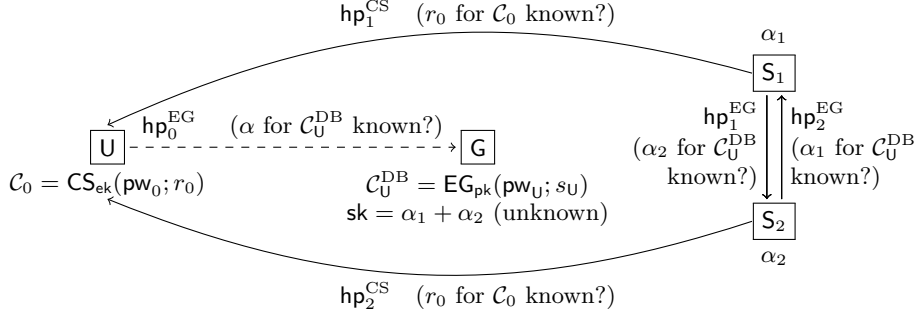 hp₁^CS (r₀ for 𝒞₀ known?)
α₁
S₁
hp₀^EG (α for 𝒞_U^DB known?)
U
G
𝒞₀ = CS_ek(pw₀; r₀)
𝒞_U^DB = EG_pk(pw_U; s_U)
sk = α₁ + α₂ (unknown)
hp₁^EG
(α₂ for 𝒞_U^DB
known?)
hp₂^EG
(α₁ for 𝒞_U^DB
known?)
S₂
α₂
hp₂^CS (r₀ for 𝒞₀ known?)